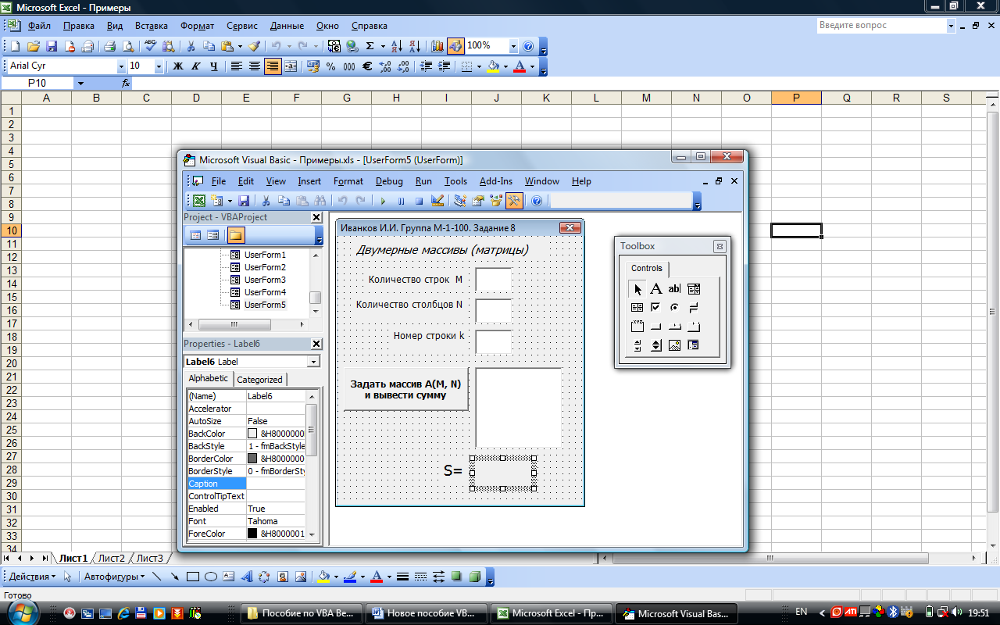 Microsoft Excel - Примеры
Файл Правка Вид Вставка Формат Сервис Данные Окно Справка
Введите вопрос
100%
Arial Cyr 10 Ж К Ч
% 000 €
P10 fx
A B C D E F G H I J K L M N O P Q R S
1
2
3
4
5
6
7
8
9
10
11
12
13
14
15
16
17
18
19
20
21
22
23
24
25
26
27
28
29
30
31
32
33
34
Microsoft Visual Basic - Примеры.xls - [UserForm5 (UserForm)]
File Edit View Insert Format Debug Run Tools Add-Ins Window Help
Project - VBAProject
UserForm1
UserForm2
UserForm3
UserForm4
UserForm5
Properties - Label6
Label6 Label
Alphabetic Categorized
(Name) Label6
Accelerator
AutoSize False
BackColor &H8000000
BackStyle 1 - fmBackStyle
BorderColor &H8000000
BorderStyle 0 - fmBorderSty
Caption
ControlTipText
Enabled True
Font Tahoma
ForeColor &H8000001
Иванков И.И. Группа М-1-100. Задание 8
Двумерные массивы (матрицы)
Количество строк M
Количество столбцов N
Номер строки k
Задать массив A(M, N)
и вывести сумму
S=
Toolbox
Controls
A ab|
Лист1 Лист2 Лист3
Действия Автофигуры
Готово
Пособие по VBA Ве... Новое пособие VB... Microsoft Excel - Пр... Microsoft Visual Bas... EN ATI 19:51